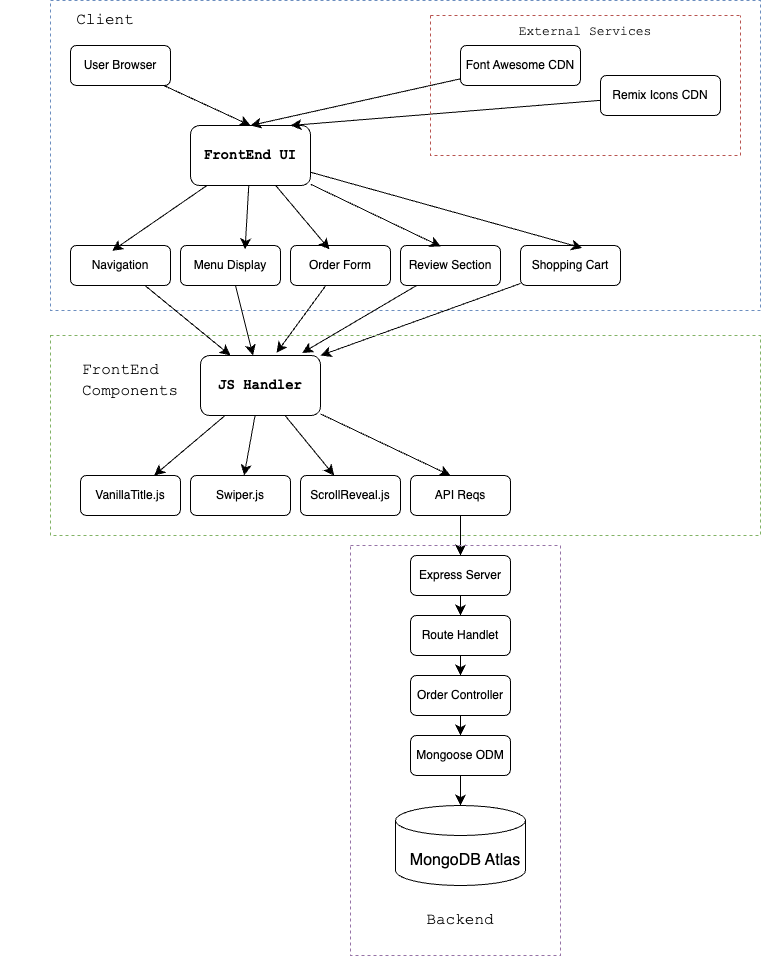 Client
External Services
User Browser
Font Awesome CDN
Remix Icons CDN
FrontEnd UI
Navigation
Menu Display
Order Form
Review Section
Shopping Cart
FrontEnd
Components
JS Handler
VanillaTitle.js
Swiper.js
ScrollReveal.js
API Reqs
Express Server
Route Handlet
Order Controller
Mongoose ODM
MongoDB Atlas
Backend